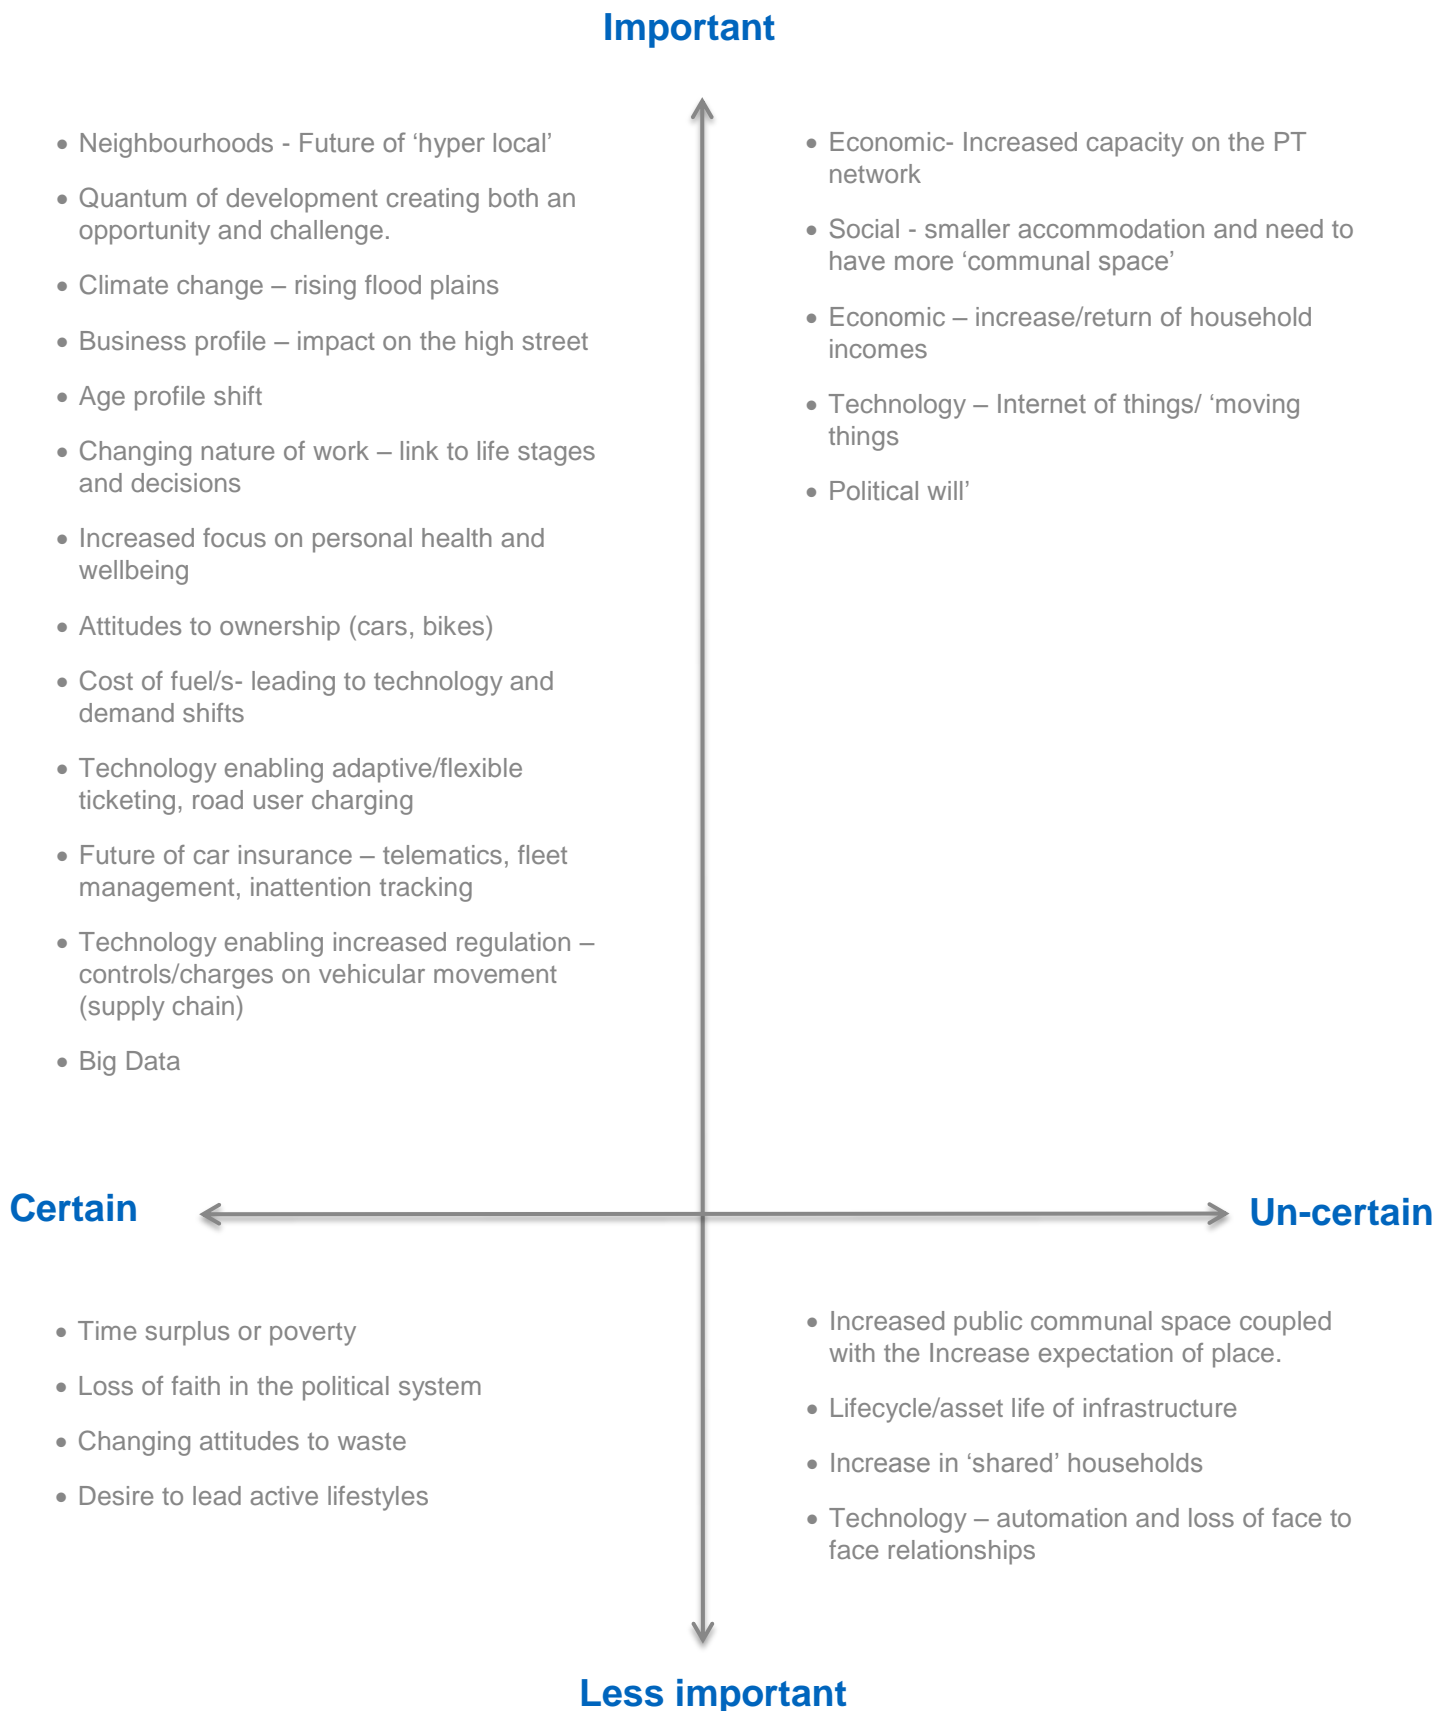 Important
• Neighbourhoods - Future of ‘hyper local’
• Quantum of development creating both an
opportunity and challenge.
• Climate change – rising flood plains
• Business profile – impact on the high street
• Age profile shift
• Changing nature of work – link to life stages
and decisions
• Increased focus on personal health and
wellbeing
• Attitudes to ownership (cars, bikes)
• Cost of fuel/s- leading to technology and
demand shifts
• Technology enabling adaptive/flexible
ticketing, road user charging
• Future of car insurance – telematics, fleet
management, inattention tracking
• Technology enabling increased regulation –
controls/charges on vehicular movement
(supply chain)
• Big Data
• Economic- Increased capacity on the PT
network
• Social - smaller accommodation and need to
have more ‘communal space’
• Economic – increase/return of household
incomes
• Technology – Internet of things/ ‘moving
things
• Political will’
Certain
Un-certain
• Time surplus or poverty
• Loss of faith in the political system
• Changing attitudes to waste
• Desire to lead active lifestyles
• Increased public communal space coupled
with the Increase expectation of place.
• Lifecycle/asset life of infrastructure
• Increase in ‘shared’ households
• Technology – automation and loss of face to
face relationships
Less important